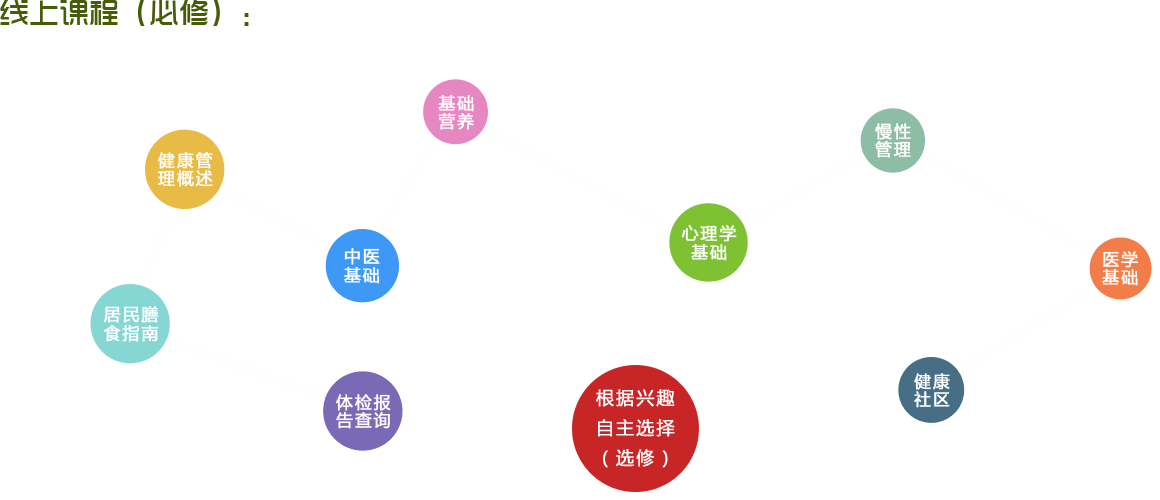 线上课程（必修）：
基础
营养
慢性
管理
健康管
理概述
心理学
基础
中医
基础
医学
基础
居民膳
食指南
健康
社区
体检报
告查询
根据兴趣
自主选择
（选修）